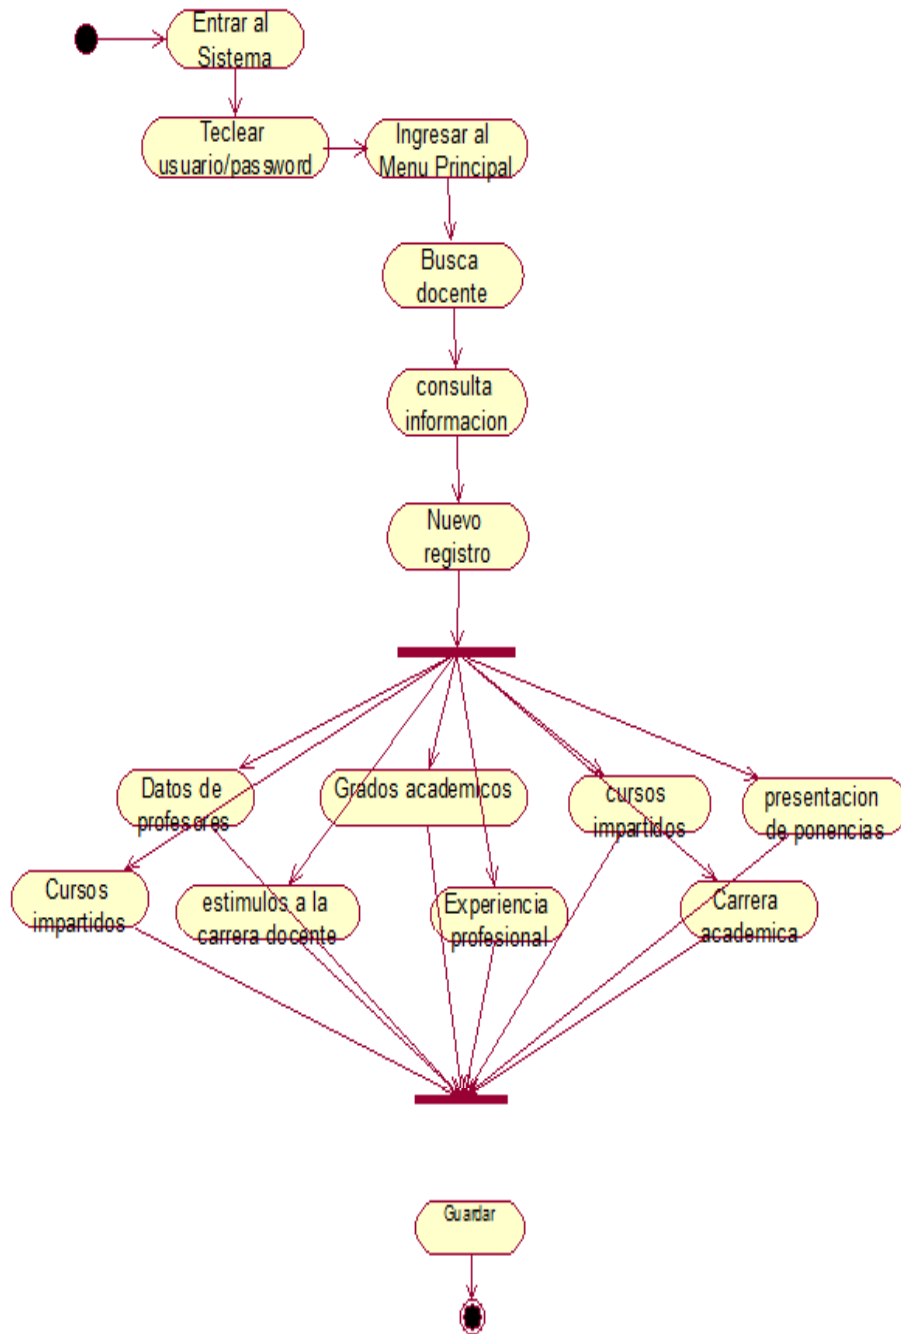 Entrar al
Sistema
Teclear
usuario/password
Ingresar al
Menu Principal
Busca
docente
consulta
informacion
Nuevo
registro
Datos de
profesores
Grados academicos
cursos
impartidos
presentacion
de ponencias
Cursos
impartidos
estimulos a la
carrera docente
Experiencia
profesional
Carrera
academica
Guardar